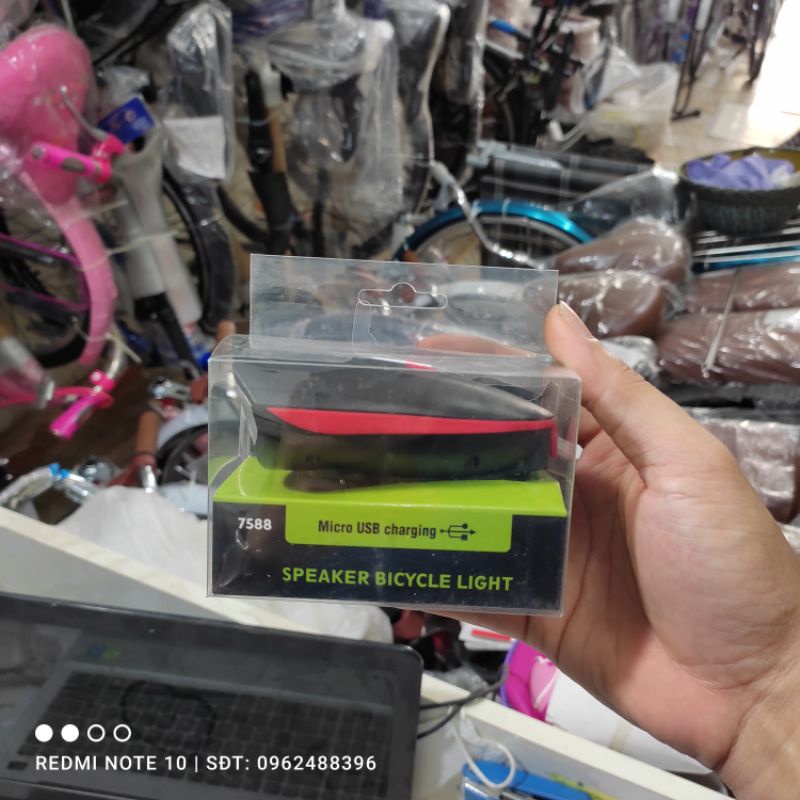 7588
Micro USB charging
SPEAKER BICYCLE LIGHT
REDMI NOTE 10 | SĐT: 0962488396